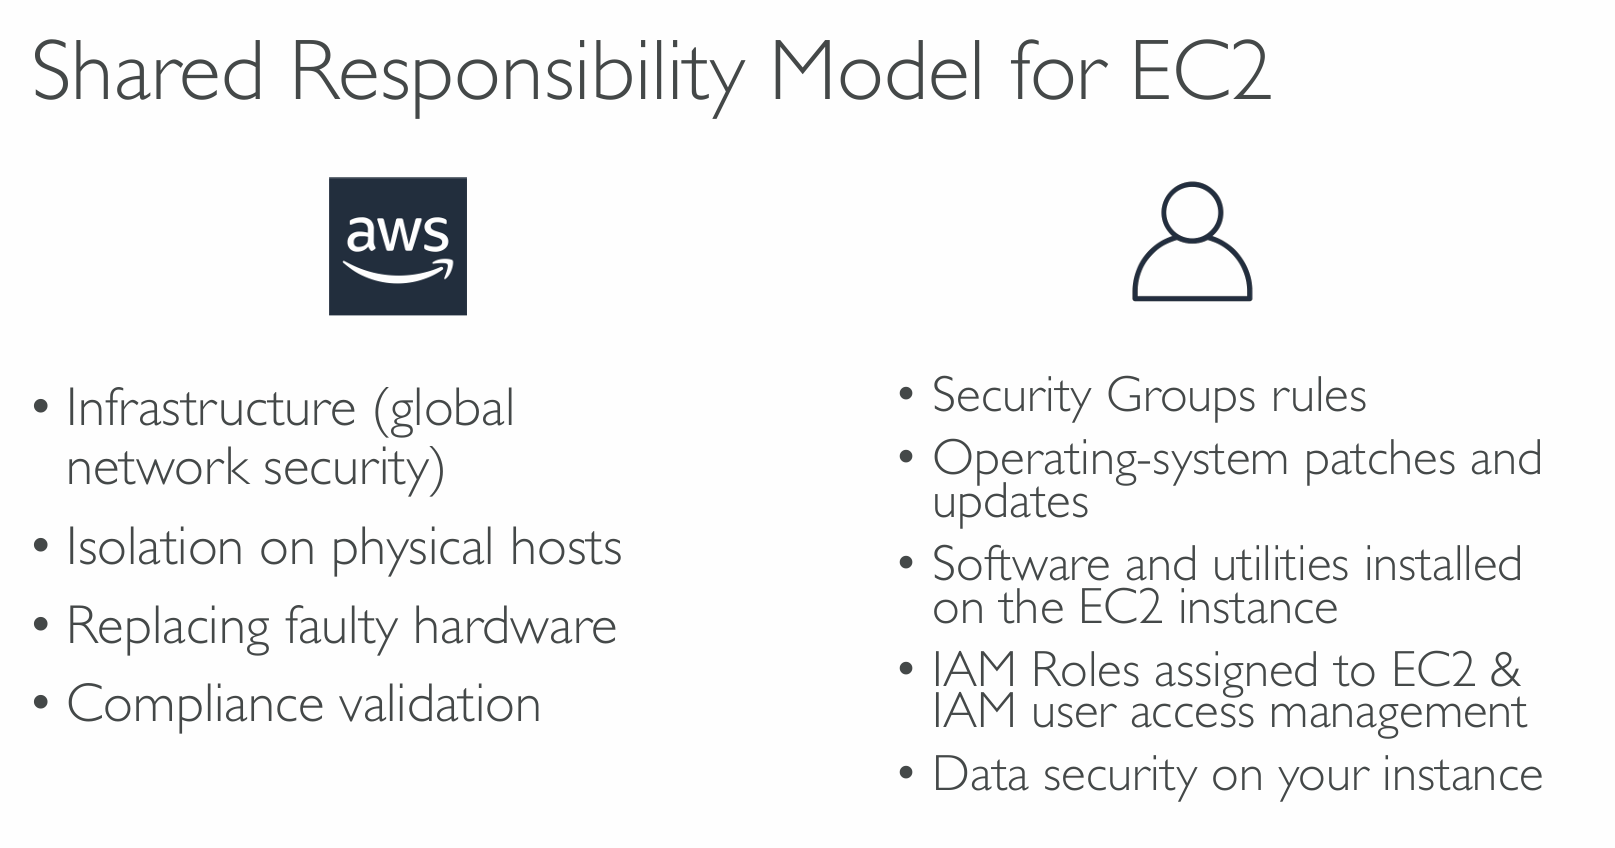 Shared Responsibility Model for EC2
aws
• Infrastructure (global
network security)
• Isolation on physical hosts
• Replacing faulty hardware
• Compliance validation
• Security Groups rules
• Operating-system patches and
updates
• Software and utilities installed
on the EC2 instance
• IAM Roles assigned to EC2 &
IAM user access management
• Data security on your instance